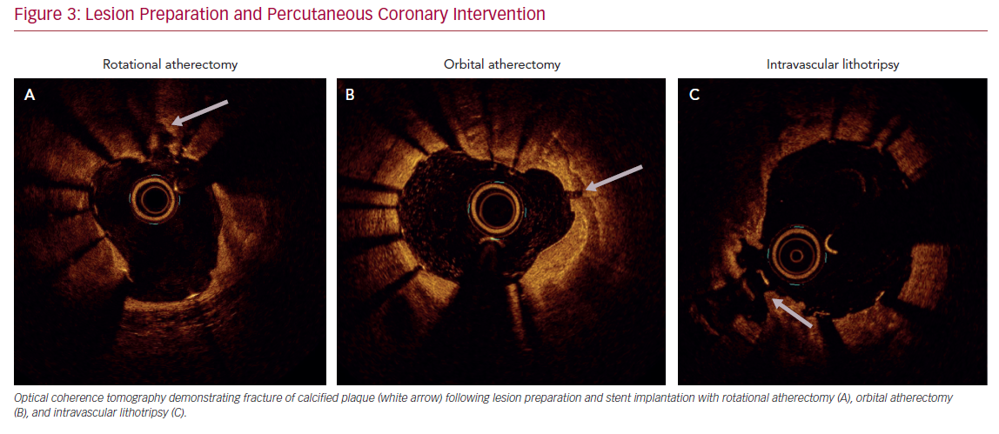 Figure 3: Lesion Preparation and Percutaneous Coronary Intervention
Rotational atherectomy
Orbital atherectomy
Intravascular lithotripsy
A
B
C
Optical coherence tomography demonstrating fracture of calcified plaque (white arrow) following lesion preparation and stent implantation with rotational atherectomy (A), orbital atherectomy
(B), and intravascular lithotripsy (C).